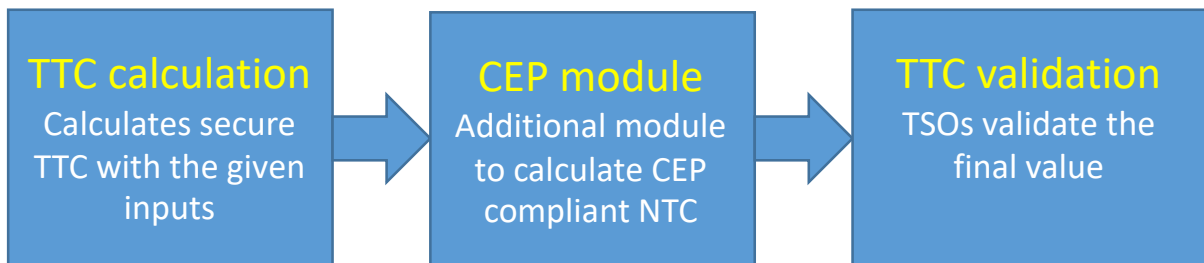 TTC calculation
Calculates secure
TTC with the given
inputs
CEP module
Additional module
to calculate CEP
compliant NTC
TTC validation
TSOs validate the
final value